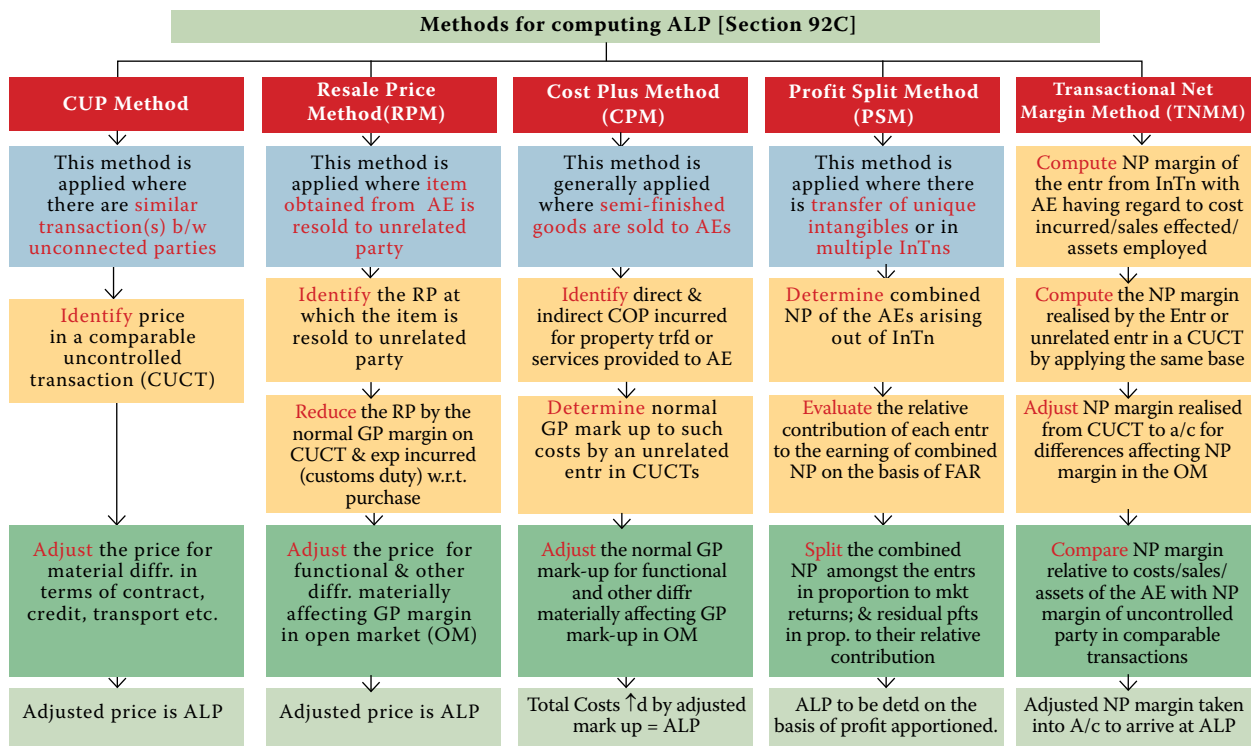 Methods for computing ALP [Section 92C]
CUP Method
This method is
applied where
there are similar
transaction(s) b/w
unconnected parties
Identify price
in a comparable
uncontrolled
transaction (CUCT)
Adjust the price for
material diffr. in
terms of contract,
credit, transport etc.
Adjusted price is ALP
Resale Price
Method(RPM)
This method is
applied where item
obtained from AE is
resold to unrelated
party
Identify the RP at
which the item is
resold to unrelated
party
Reduce the RP by the
normal GP margin on
CUCT & exp incurred
(customs duty) w.r.t.
purchase
Adjust the price for
functional & other
diffr. materially
affecting GP margin
in open market (OM)
Adjusted price is ALP
Cost Plus Method
(CPM)
This method is
generally applied
where semi-finished
goods are sold to AEs
Identify direct &
indirect COP incurred
for property trfd or
services provided to AE
Determine normal
GP mark up to such
costs by an unrelated
entr in CUCTs
Adjust the normal GP
mark-up for functional
and other diffr
materially affecting GP
mark-up in OM
Total Costs ↑d by adjusted
mark up = ALP
Profit Split Method
(PSM)
This method is
applied where there
is transfer of unique
intangibles or in
multiple InTns
Determine combined
NP of the AEs arising
out of InTn
Evaluate the relative
contribution of each entr
to the earning of combined
NP on the basis of FAR
Split the combined
NP amongst the entrs
in proportion to mkt
returns; & residual pfts
in prop. to their relative
contribution
ALP to be detd on the
basis of profit apportioned.
Transactional Net
Margin Method (TNMM)
Compute NP margin of
the entr from InTn with
AE having regard to cost
incurred/sales effected/
assets employed
Compute the NP margin
realised by the Entr or
unrelated entr in a CUCT
by applying the same base
Adjust NP margin realised
from CUCT to a/c for
differences affecting NP
margin in the OM
Compare NP margin
relative to costs/sales/
assets of the AE with NP
margin of uncontrolled
party in comparable
transactions
Adjusted NP margin taken
into A/c to arrive at ALP